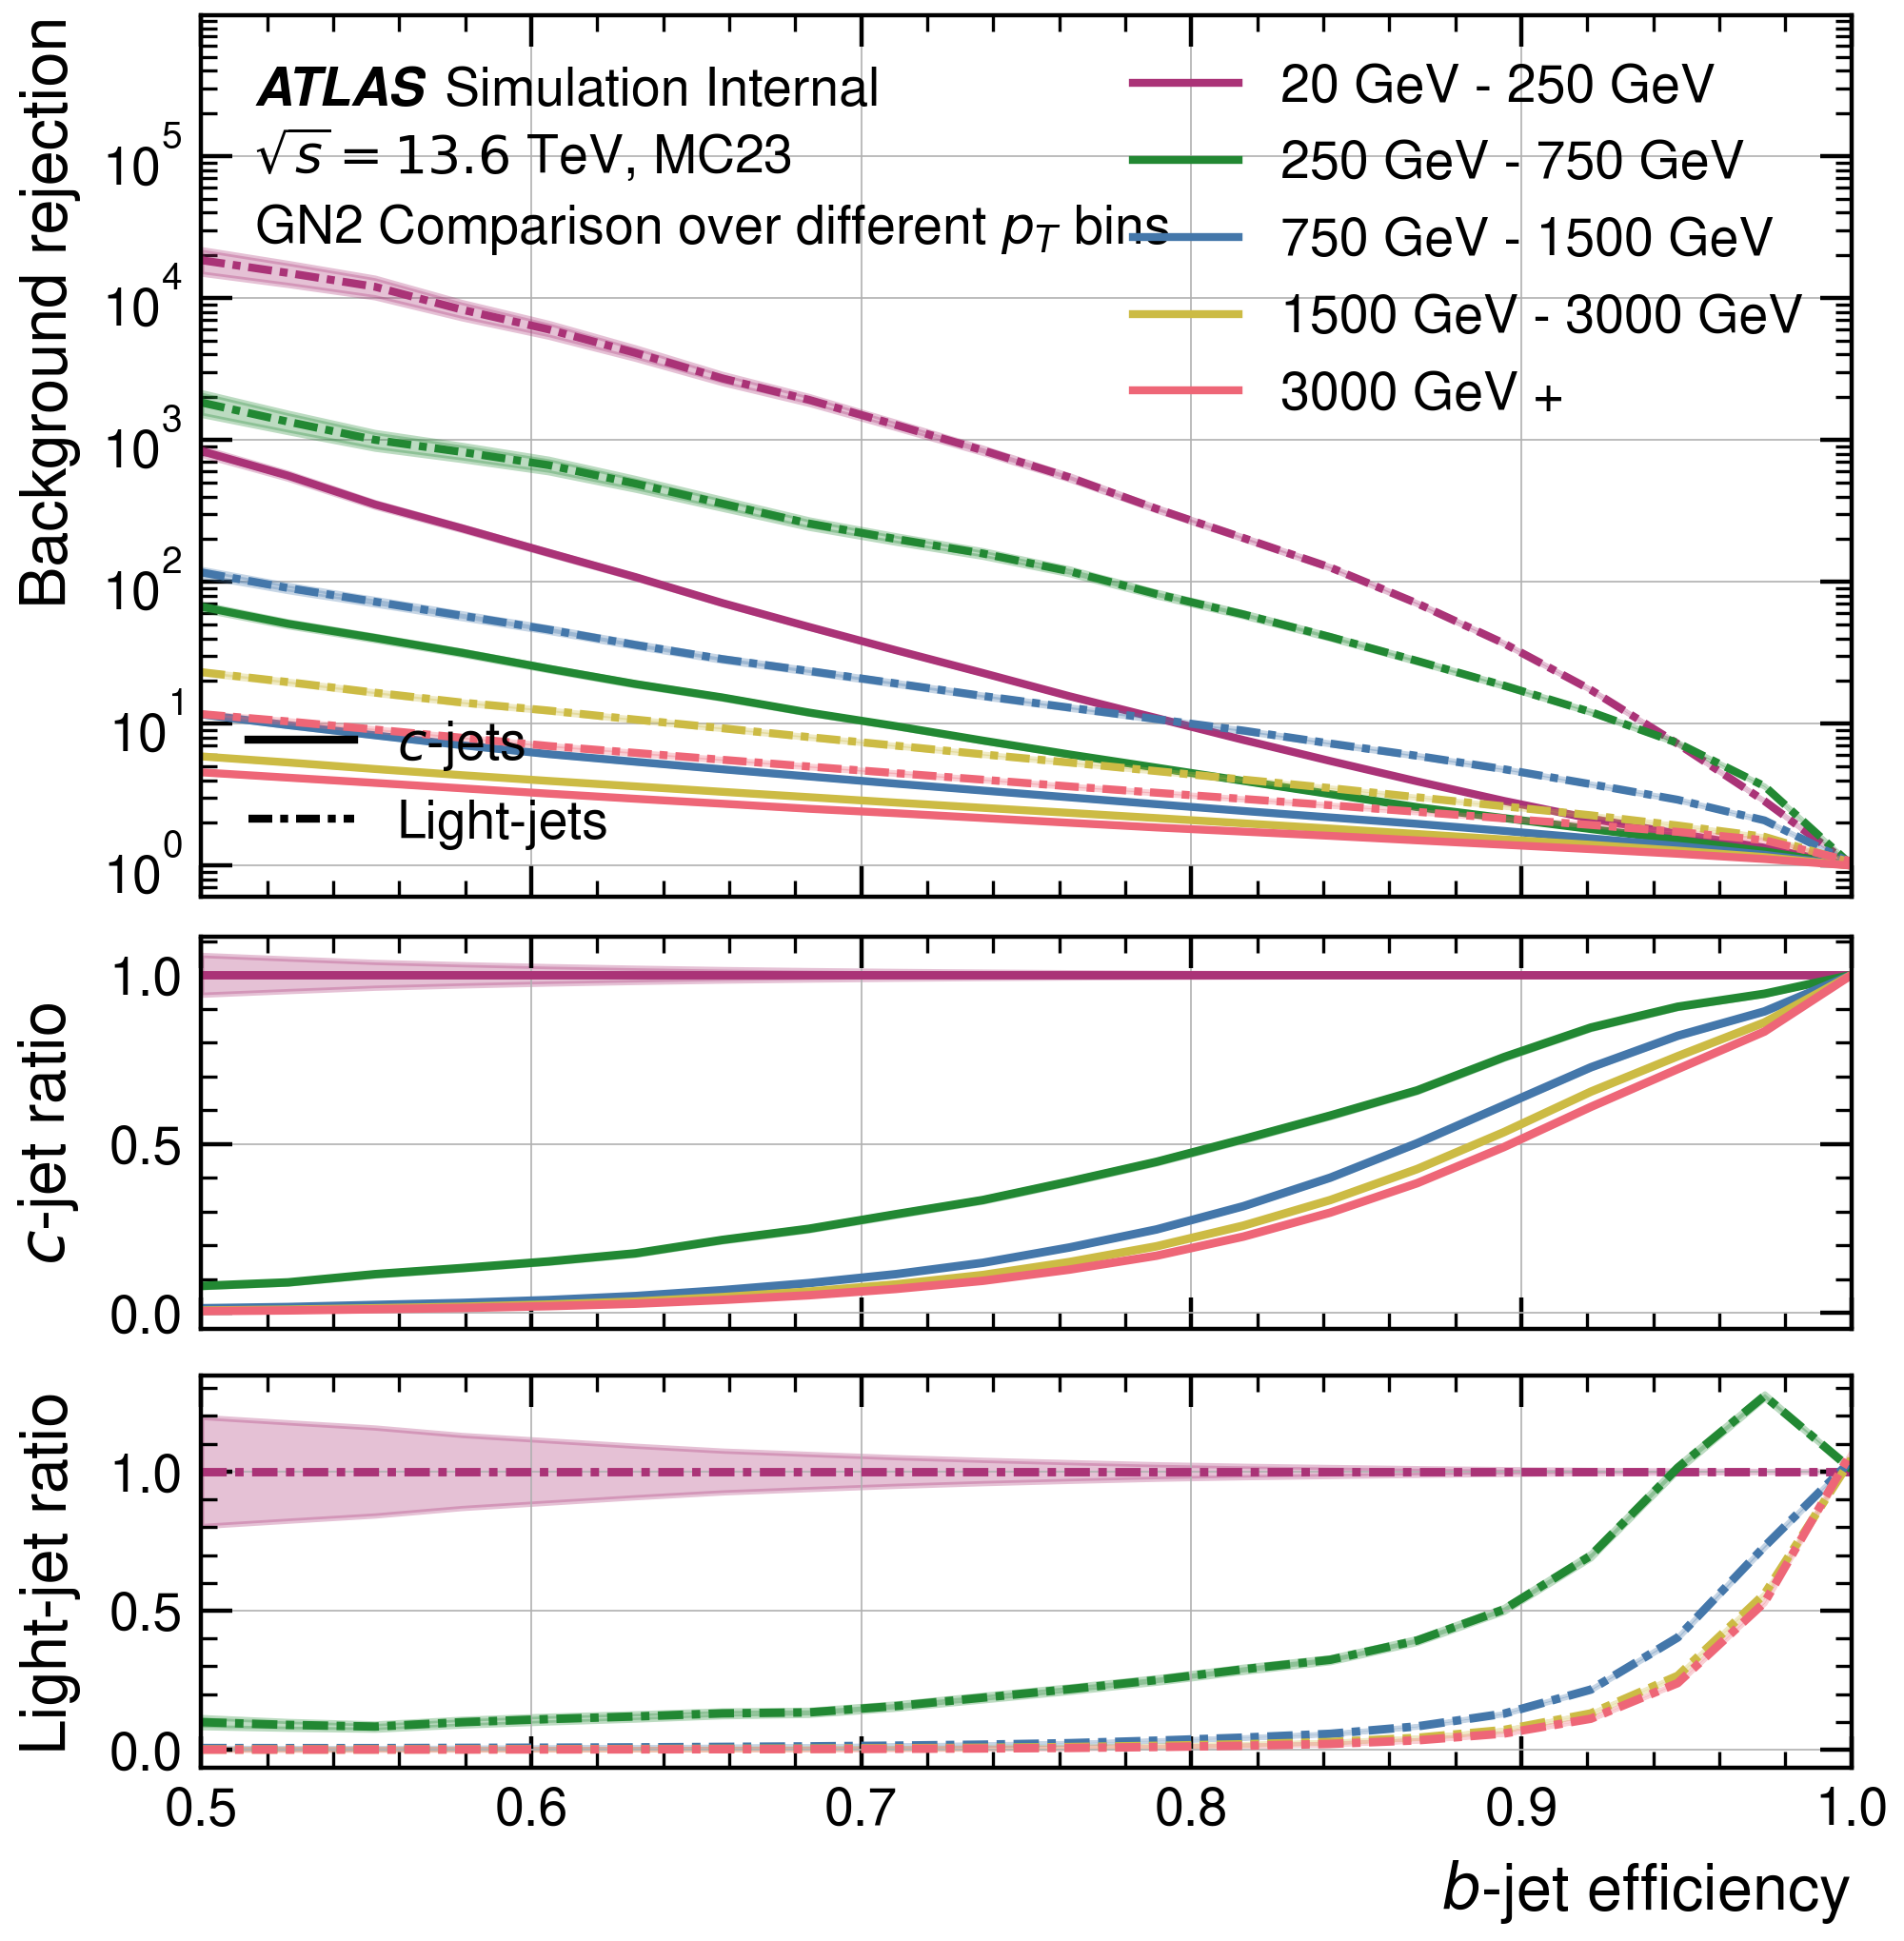 ATLAS Simulation Internal
√s = 13.6 TeV, MC23
GN2 Comparison over different pT bins
20 GeV - 250 GeV
250 GeV - 750 GeV
750 GeV - 1500 GeV
1500 GeV - 3000 GeV
3000 GeV +
c-jets
Light-jets
Background rejection
10^5
10^4
10^3
10^2
10^1
10^0
c-jet ratio
1.0
0.5
0.0
Light-jet ratio
1.0
0.5
0.0
0.5 0.6 0.7 0.8 0.9 1.0
b-jet efficiency